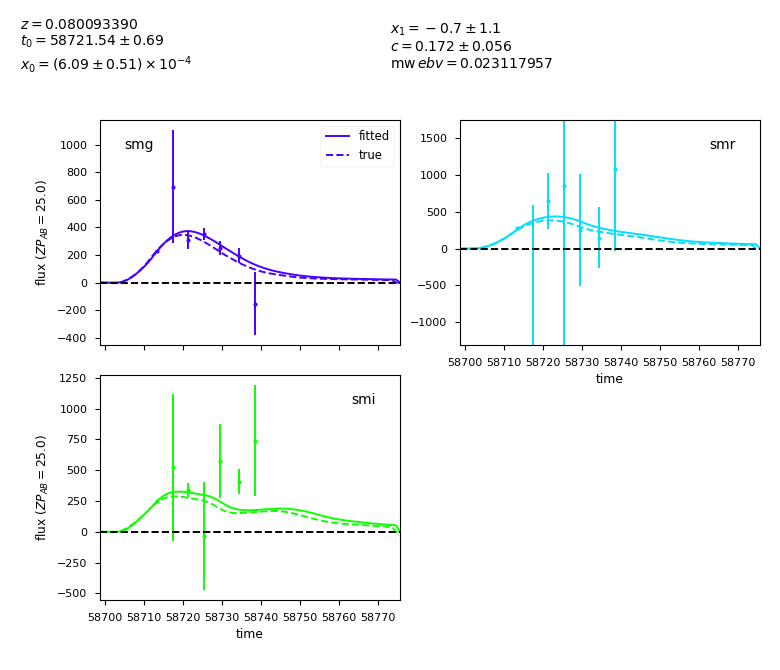 z = 0.080093390
t₀ = 58721.54 ± 0.69
x₀ = (6.09 ± 0.51) × 10⁻⁴
x₁ = −0.7 ± 1.1
c = 0.172 ± 0.056
mwebv = 0.023117957
smg
fitted
true
1000
800
600
400
200
0
−200
−400
flux (ZP_AB = 25.0)
smr
1500
1000
500
0
−500
−1000
58700 58710 58720 58730 58740 58750 58760 58770
time
smi
1250
1000
750
500
250
0
−250
−500
flux (ZP_AB = 25.0)
58700 58710 58720 58730 58740 58750 58760 58770
time